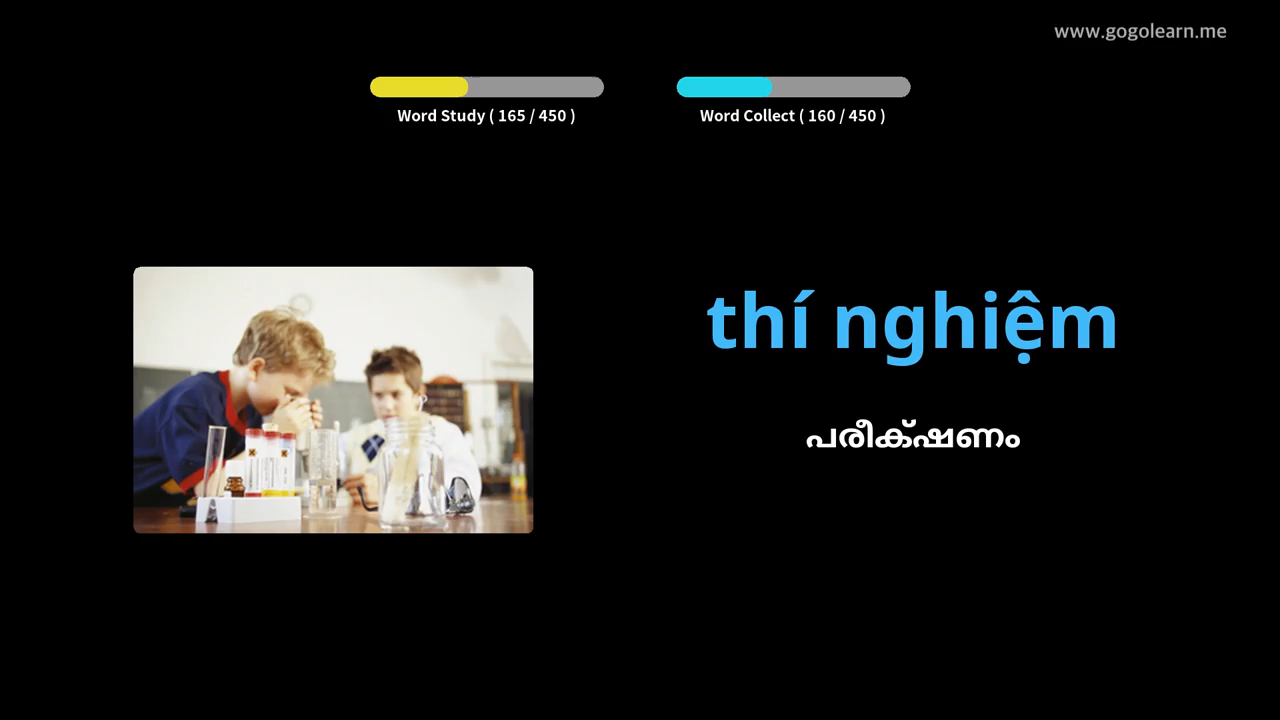 www.gogolearn.me
Word Study ( 165 / 450 )
Word Collect ( 160 / 450 )
thí nghiệm
പരീക്ഷണം